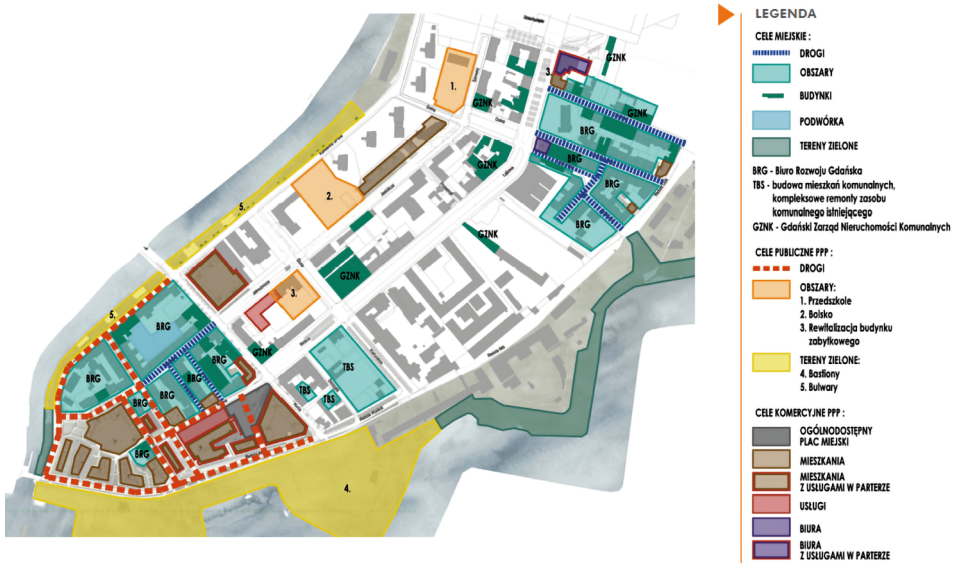 LEGENDA
CELE MIEJSKIE :
DROGI
OBSZARY
BUDYNKI
PODWÓRKA
TERENY ZIELONE
BRG - Biuro Rozwoju Gdańska
TBS - budowa mieszkań komunalnych,
kompleksowe remonty zasobu
komunalnego istniejącego
GZNK - Gdański Zarząd Nieruchomości Komunalnych
CELE PUBLICZNE PPP :
DROGI
OBSZARY:
1. Przedszkole
2. Boisko
3. Rewitalizacja budynku
zabytkowego
TERENY ZIELONE:
4. Bastiony
5. Bulwary
CELE KOMERCYJNE PPP :
OGÓLNODOSTĘPNY
PLAC MIEJSKI
MIESZKANIA
MIESZKANIA
Z USŁUGAMI W PARTERZE
USŁUGI
BIURA
BIURA
Z USŁUGAMI W PARTERZE
GZNK
3.
1.
GZNK
GZNK
BRG
GZNK
BRG
BRG
2.
5.
BRG
GZNK
GZNK
3.
5.
BRG
GZNK
BRG
BRG
BRG
BRG
BRG
TBS
TBS
TBS
BRG
4.